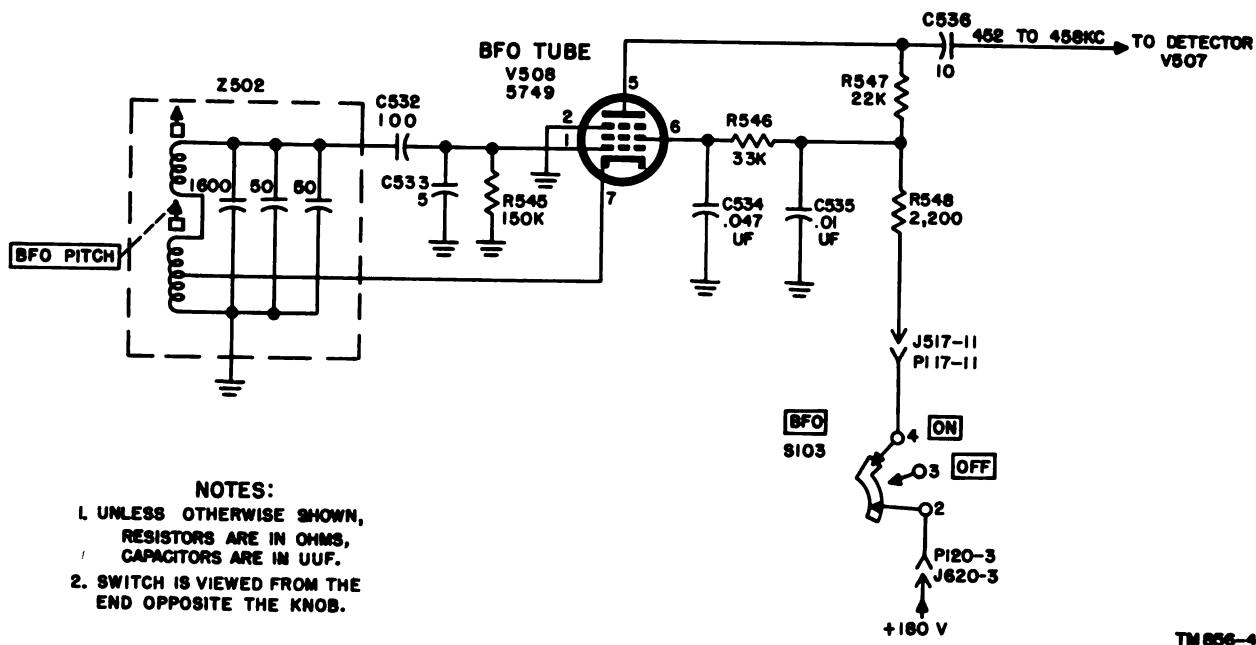 BFO TUBE
V508
5749
Z502
C532
100
C533
5
R545
150K
1600
50
50
BFO PITCH
2
1
5
6
7
R546
33K
C534
.047
UF
C535
.01
UF
C536
10
452 TO 458KC
TO DETECTOR
V507
R547
22K
R548
2,200
J517-11
P117-11
BFO
S103
4
ON
3
OFF
2
P120-3
J620-3
+180 V
NOTES:
1. UNLESS OTHERWISE SHOWN,
RESISTORS ARE IN OHMS,
CAPACITORS ARE IN UUF.
2. SWITCH IS VIEWED FROM THE
END OPPOSITE THE KNOB.
TM 856-4